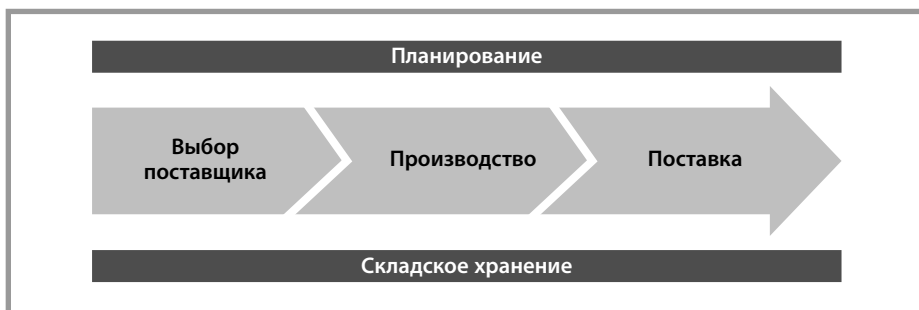 Планирование
Выбор
поставщика
Производство
Поставка
Складское хранение